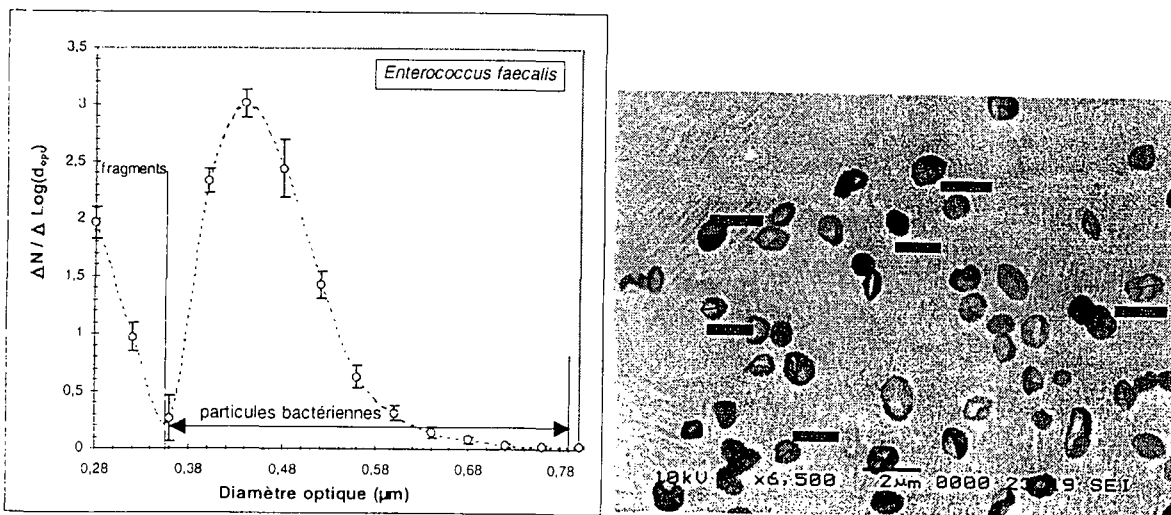 3,5
Enterococcus faecalis
3
2,5
fragments
2
1,5
1
0,5
particules bactériennes
0
0,28 0,38 0,48 0,58 0,68 0,78
Diamètre optique (µm)
ΔN / Δ Log(dₒₚₜ)
10kV x6,500 2µm 0000 19 SEI